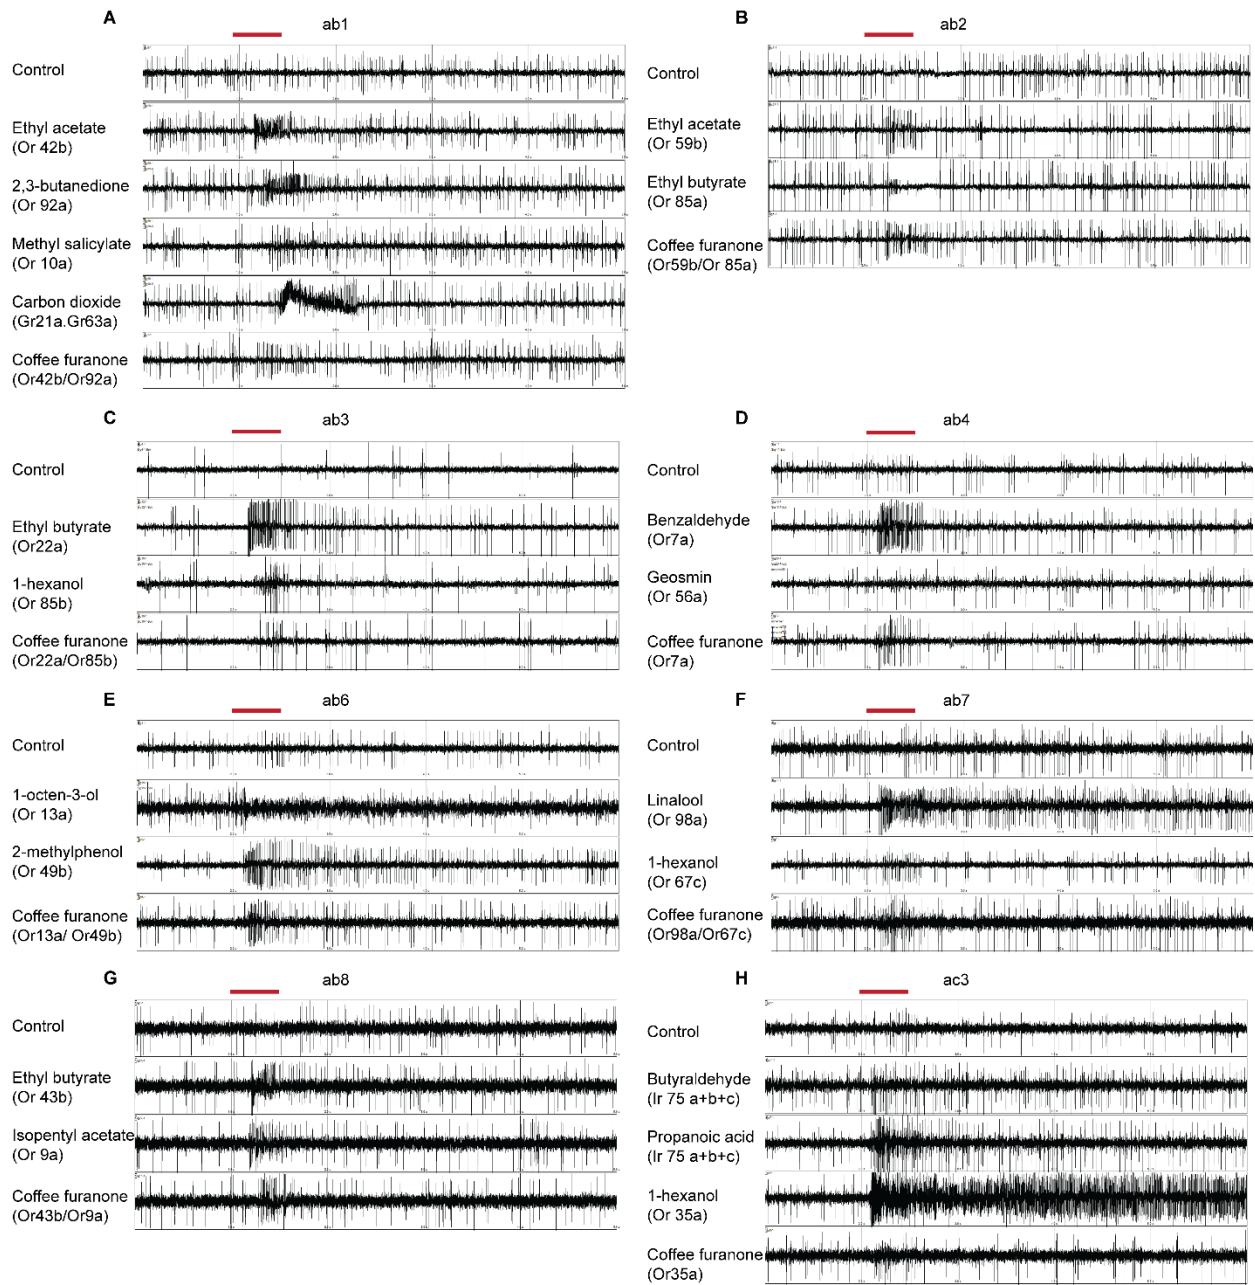 A
ab1
Control
Ethyl acetate
(Or 42b)
2,3-butanedione
(Or 92a)
Methyl salicylate
(Or 10a)
Carbon dioxide
(Gr21a.Gr63a)
Coffee furanone
(Or42b/Or92a)
B
ab2
Control
Ethyl acetate
(Or 59b)
Ethyl butyrate
(Or 85a)
Coffee furanone
(Or59b/Or 85a)
C
ab3
Control
Ethyl butyrate
(Or22a)
1-hexanol
(Or 85b)
Coffee furanone
(Or22a/Or85b)
D
ab4
Control
Benzaldehyde
(Or7a)
Geosmin
(Or 56a)
Coffee furanone
(Or7a)
E
ab6
Control
1-octen-3-ol
(Or 13a)
2-methylphenol
(Or 49b)
Coffee furanone
(Or13a/ Or49b)
F
ab7
Control
Linalool
(Or 98a)
1-hexanol
(Or 67c)
Coffee furanone
(Or98a/Or67c)
G
ab8
Control
Ethyl butyrate
(Or 43b)
Isopentyl acetate
(Or 9a)
Coffee furanone
(Or43b/Or9a)
H
ac3
Control
Butyraldehyde
(Ir 75 a+b+c)
Propanoic acid
(Ir 75 a+b+c)
1-hexanol
(Or 35a)
Coffee furanone
(Or35a)